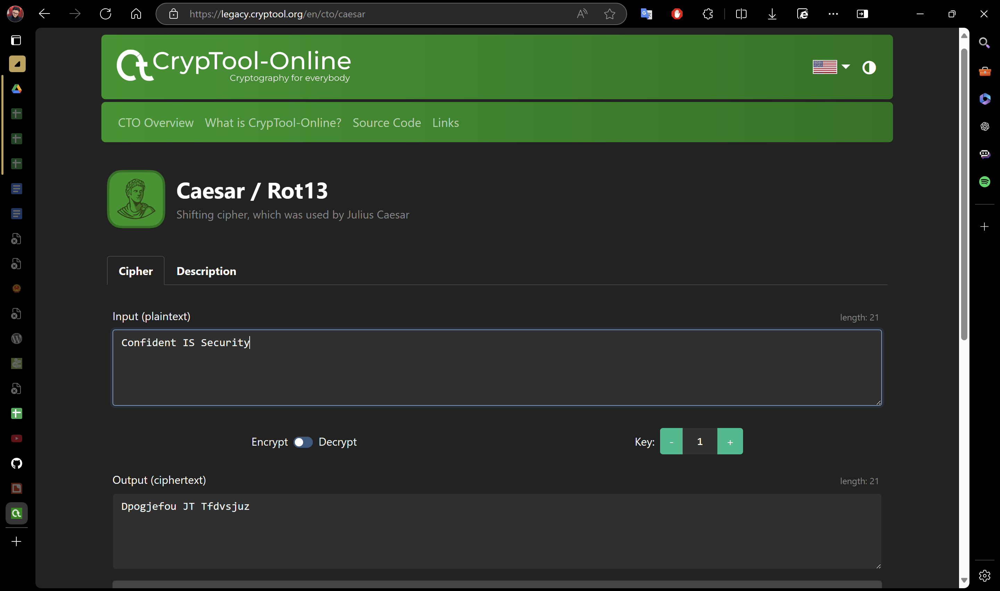 https://legacy.cryptool.org/en/cto/caesar
CrypTool-Online
Cryptography for everybody
CTO Overview What is CrypTool-Online? Source Code Links
Caesar / Rot13
Shifting cipher, which was used by Julius Caesar
Cipher Description
Input (plaintext) length: 21
Confident IS Security
Encrypt Decrypt Key: - 1 +
Output (ciphertext) length: 21
Dpogjefou JT Tfdvsjuz